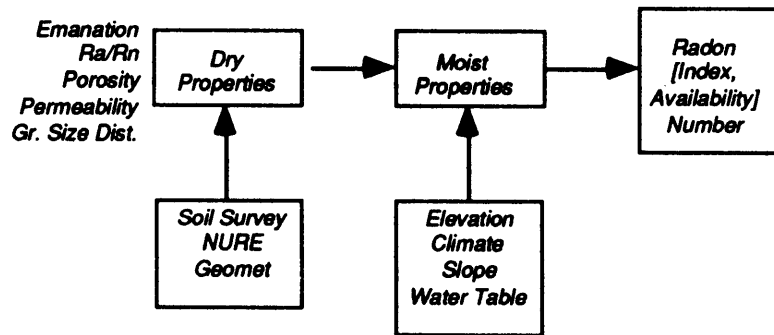 Emanation
Ra/Rn
Porosity
Permeability
Gr. Size Dist.
Dry
Properties
Moist
Properties
Radon
[Index,
Availability]
Number
Soil Survey
NURE
Geomet
Elevation
Climate
Slope
Water Table